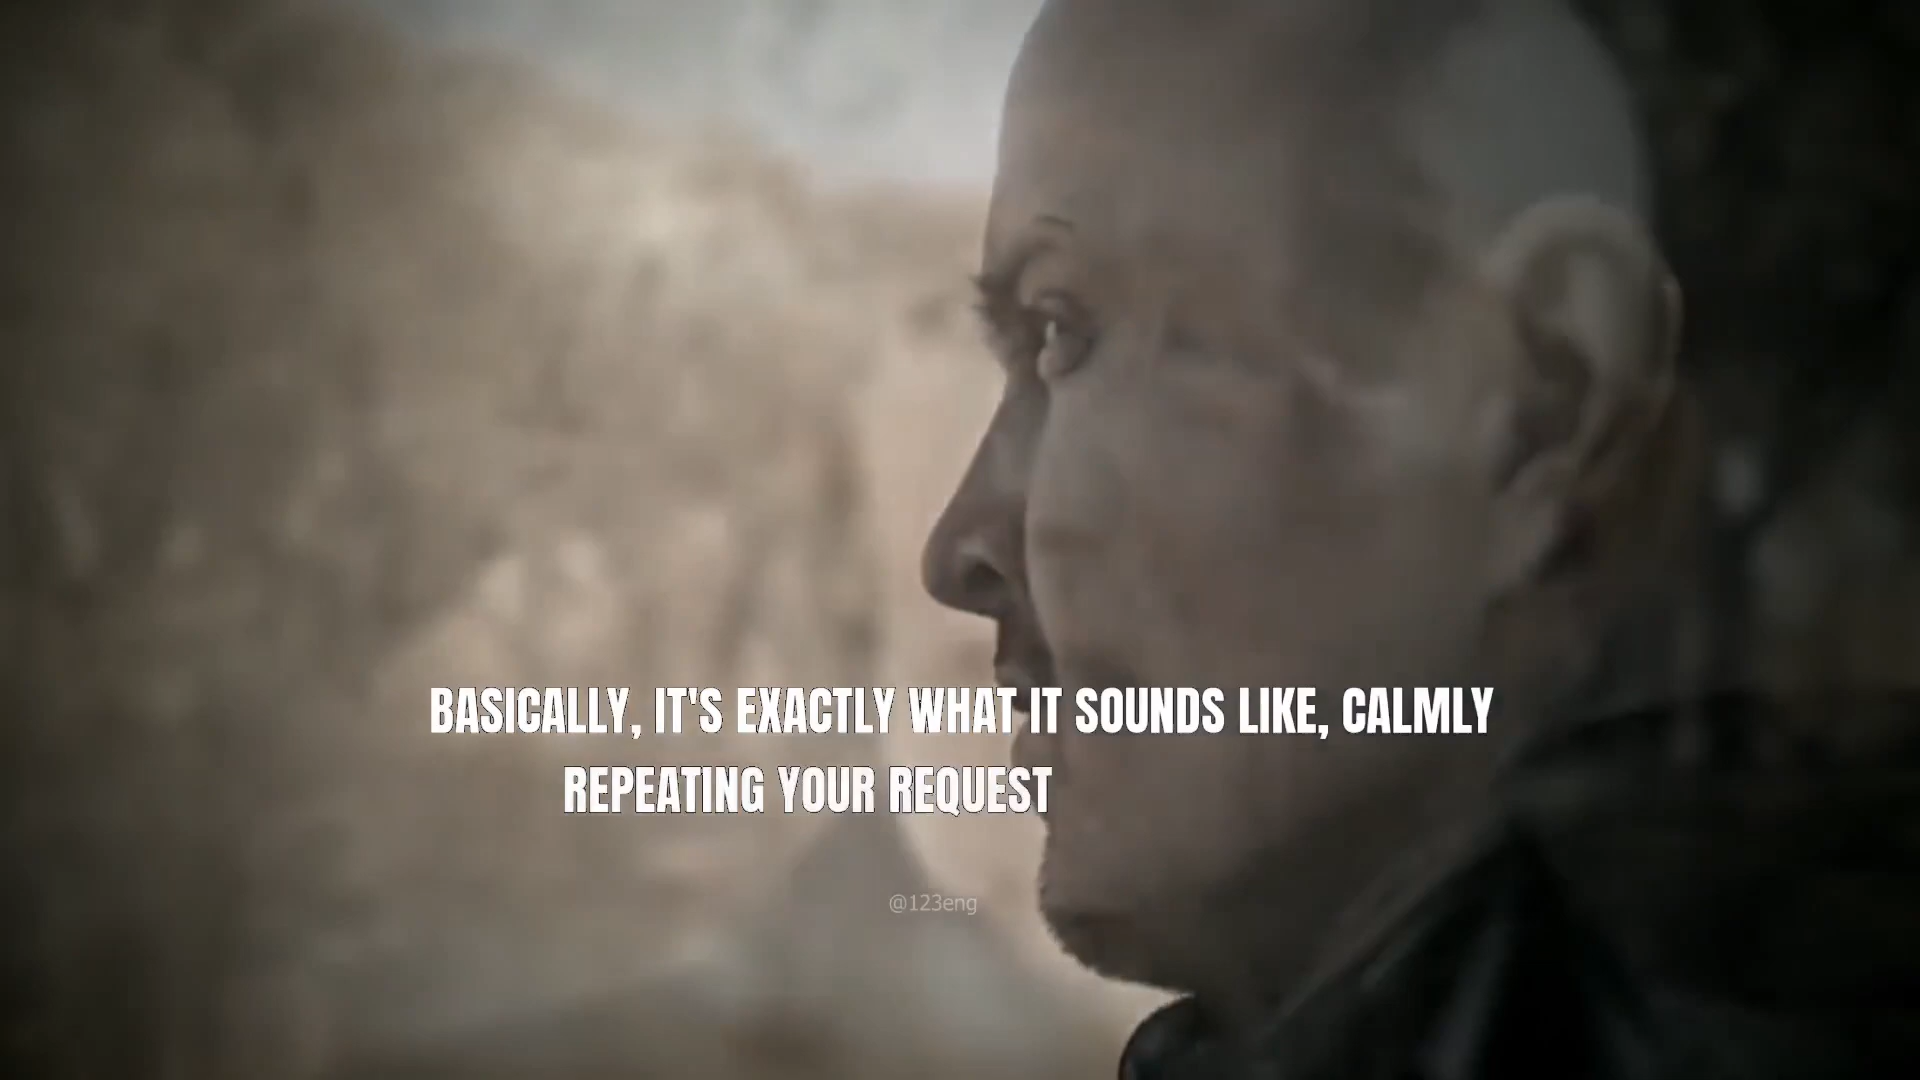 BASICALLY, IT'S EXACTLY WHAT IT SOUNDS LIKE, CALMLY
REPEATING YOUR REQUEST
@123eng